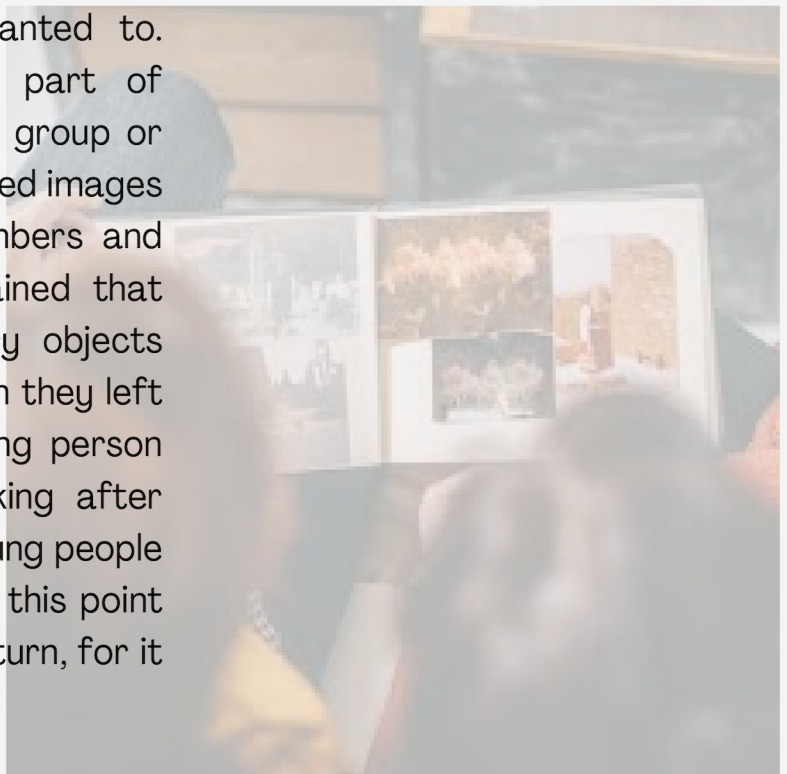 anted to.
part of
group or
ed images
bers and
ined that
y objects
they left
ng person
king after
ng people
this point
turn, for it